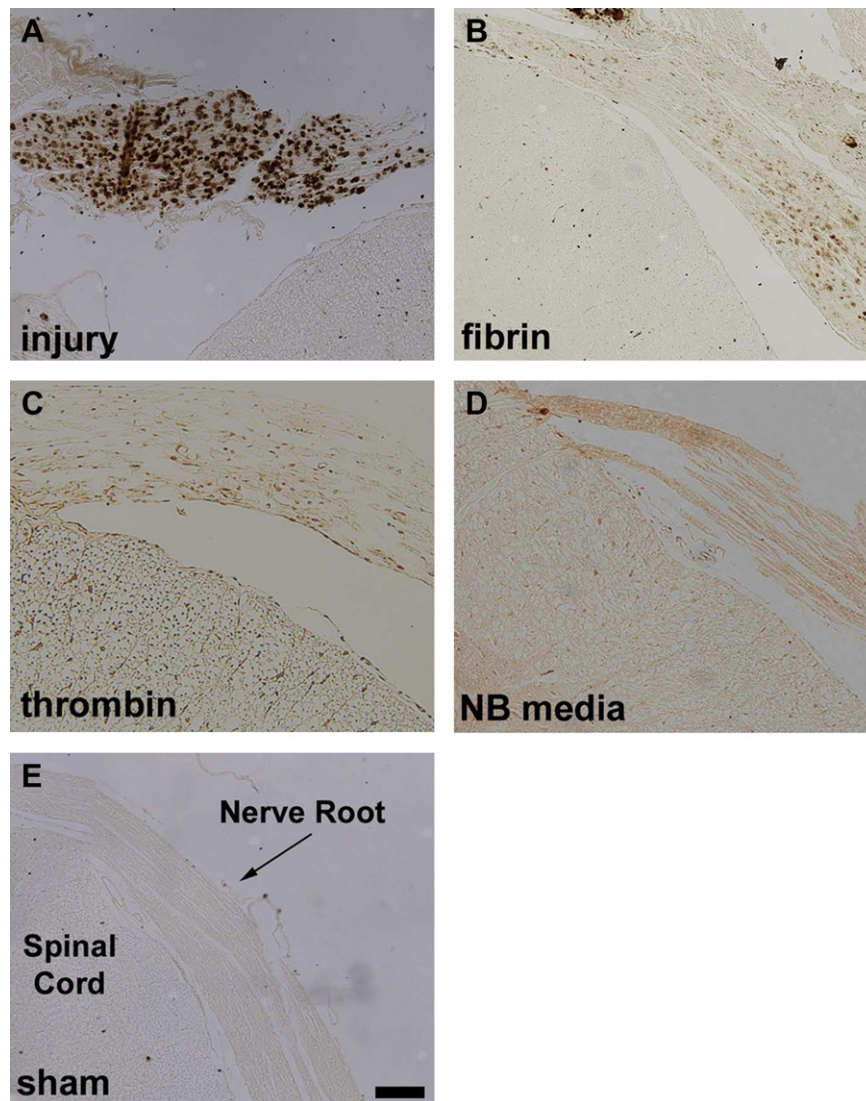 A
injury
B
fibrin
C
thrombin
D
NB media
E
Nerve Root
Spinal
Cord
sham